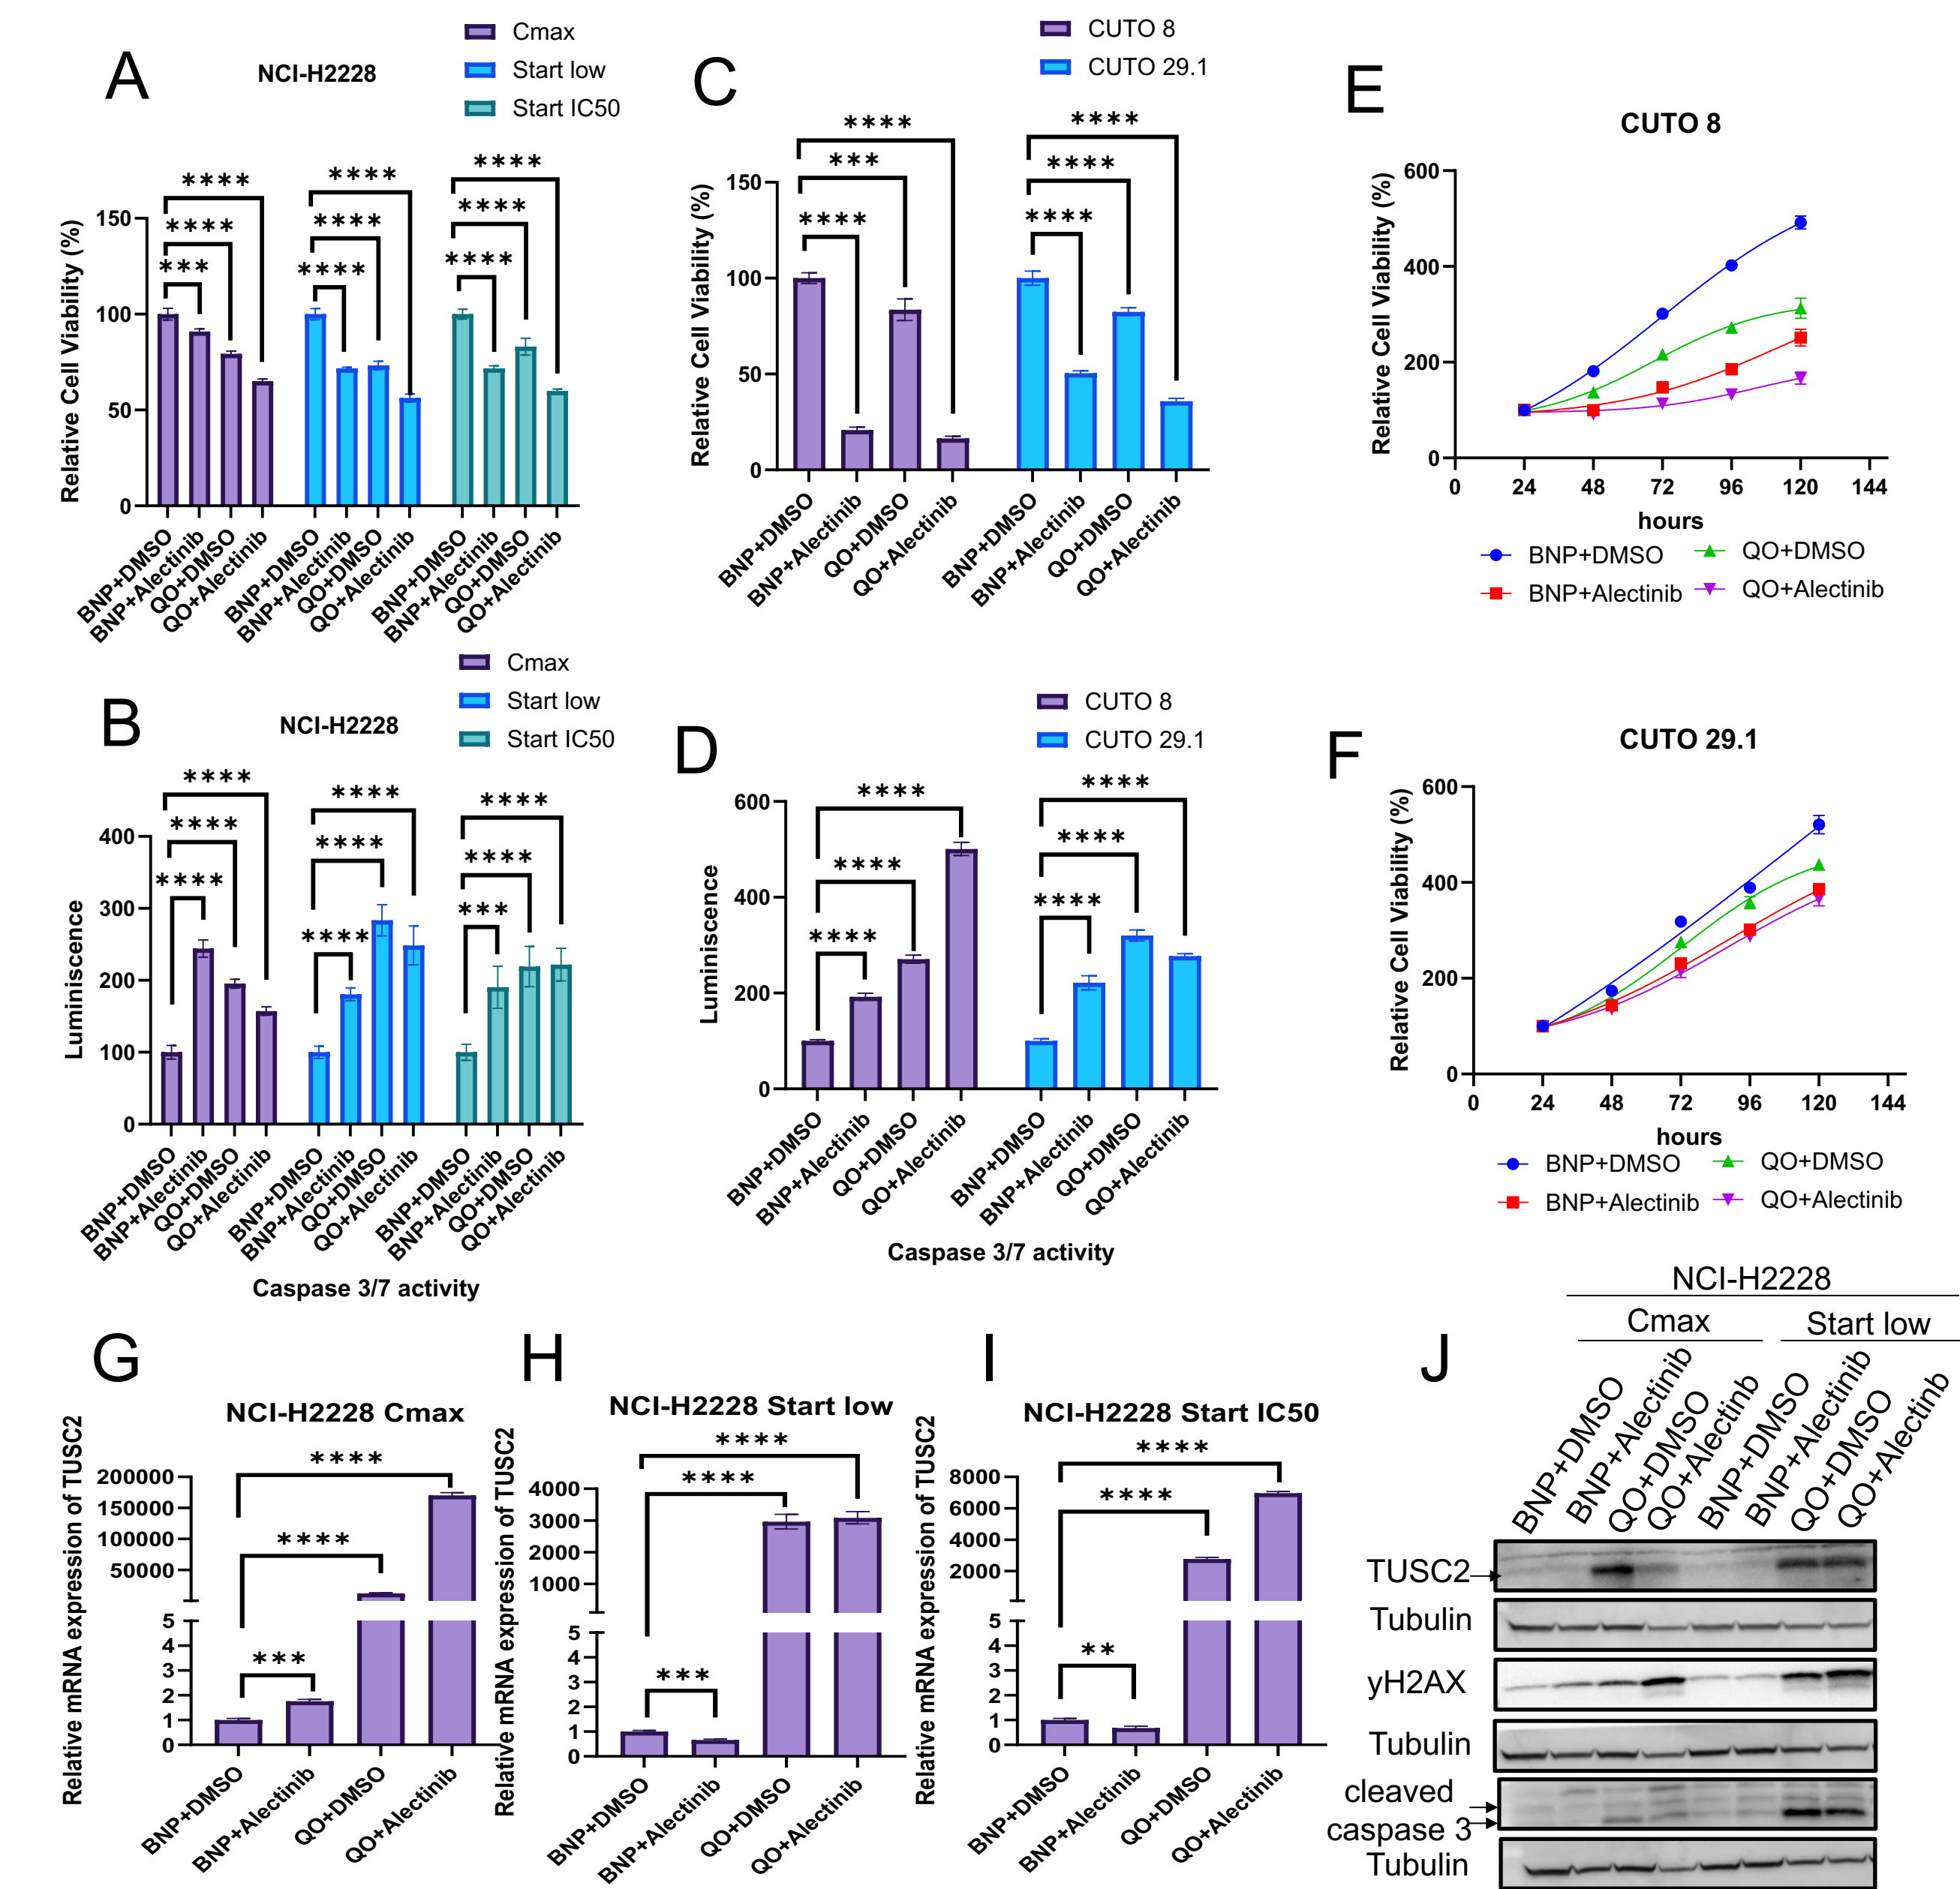 A
NCI-H2228
Cmax
Start low
Start IC50
Relative Cell Viability (%)
150
100
50
0
*** **** ****
**** **** ****
**** **** ****
BNP+DMSO
BNP+Alectinib
QO+DMSO
QO+Alectinib
BNP+DMSO
BNP+Alectinib
QO+DMSO
QO+Alectinib
BNP+DMSO
BNP+Alectinib
QO+DMSO
QO+Alectinib
C
CUTO 8
CUTO 29.1
Relative Cell Viability (%)
150
100
50
0
**** *** ****
**** **** ****
BNP+DMSO
BNP+Alectinib
QO+DMSO
QO+Alectinib
BNP+DMSO
BNP+Alectinib
QO+DMSO
QO+Alectinib
E
CUTO 8
Relative Cell Viability (%)
600
400
200
0
0 24 48 72 96 120 144
hours
BNP+DMSO
QO+DMSO
BNP+Alectinib
QO+Alectinib
B
NCI-H2228
Cmax
Start low
Start IC50
Luminiscence
400
300
200
100
0
**** **** ****
**** **** ****
*** **** ****
BNP+DMSO
BNP+Alectinib
QO+DMSO
QO+Alectinib
BNP+DMSO
BNP+Alectinib
QO+DMSO
QO+Alectinib
BNP+DMSO
BNP+Alectinib
QO+DMSO
QO+Alectinib
Caspase 3/7 activity
D
CUTO 8
CUTO 29.1
Luminiscence
600
400
200
0
**** **** ****
**** **** ****
BNP+DMSO
BNP+Alectinib
QO+DMSO
QO+Alectinib
BNP+DMSO
BNP+Alectinib
QO+DMSO
QO+Alectinib
Caspase 3/7 activity
F
CUTO 29.1
Relative Cell Viability (%)
600
400
200
0
0 24 48 72 96 120 144
hours
BNP+DMSO
QO+DMSO
BNP+Alectinib
QO+Alectinib
G
NCI-H2228 Cmax
Relative mRNA expression of TUSC2
200000
150000
100000
50000
5
4
3
2
1
0
****
****
***
BNP+DMSO
BNP+Alectinib
QO+DMSO
QO+Alectinib
H
NCI-H2228 Start low
Relative mRNA expression of TUSC2
4000
3000
2000
1000
5
4
3
2
1
0
****
****
***
BNP+DMSO
BNP+Alectinib
QO+DMSO
QO+Alectinib
I
NCI-H2228 Start IC50
Relative mRNA expression of TUSC2
8000
6000
4000
2000
5
4
3
2
1
0
****
****
**
BNP+DMSO
BNP+Alectinib
QO+DMSO
QO+Alectinib
J
NCI-H2228
Cmax
Start low
BNP+DMSO
BNP+Alectinib
QO+DMSO
QO+Alectinb
BNP+DMSO
BNP+Alectinib
QO+DMSO
QO+Alectinb
TUSC2
Tubulin
yH2AX
Tubulin
cleaved
caspase 3
Tubulin